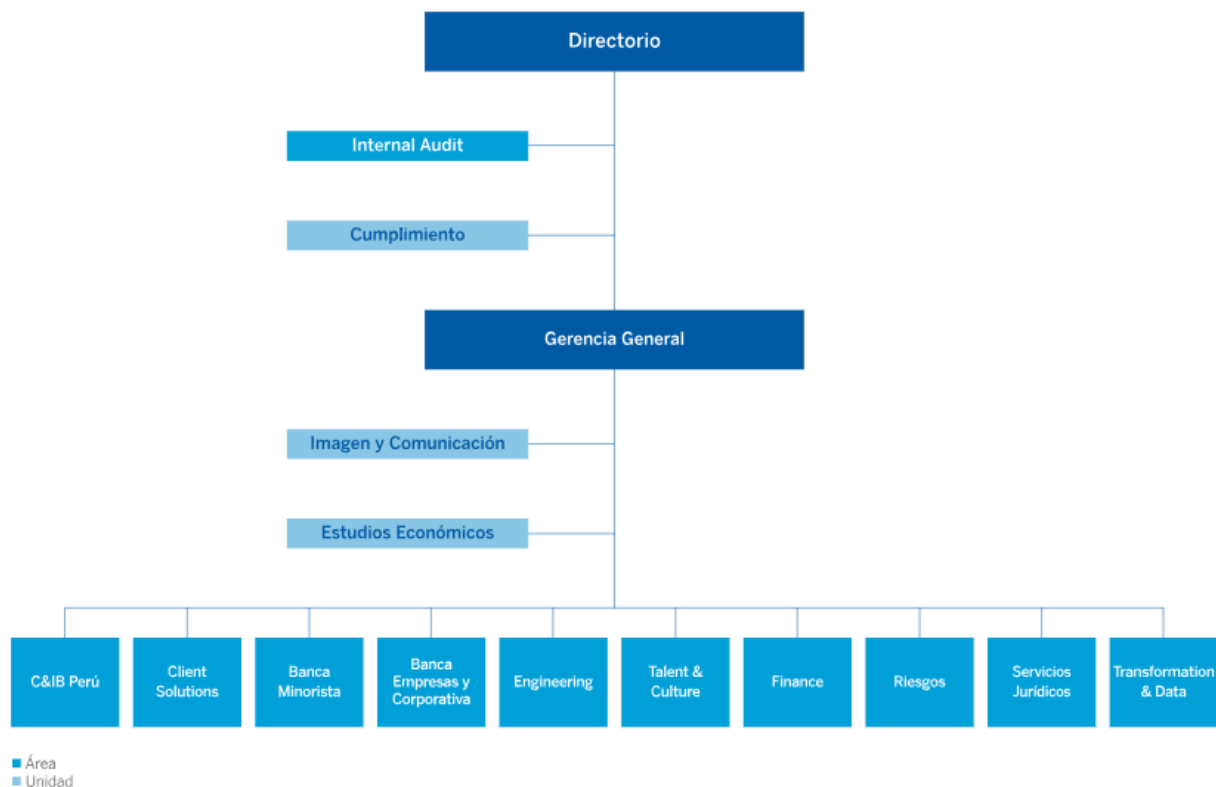 Directorio
Internal Audit
Cumplimiento
Gerencia General
Imagen y Comunicación
Estudios Económicos
C&IB Perú
Client
Solutions
Banca
Minorista
Banca
Empresas y
Corporativa
Engineering
Talent &
Culture
Finance
Riesgos
Servicios
Jurídicos
Transformation
& Data
Área
Unidad